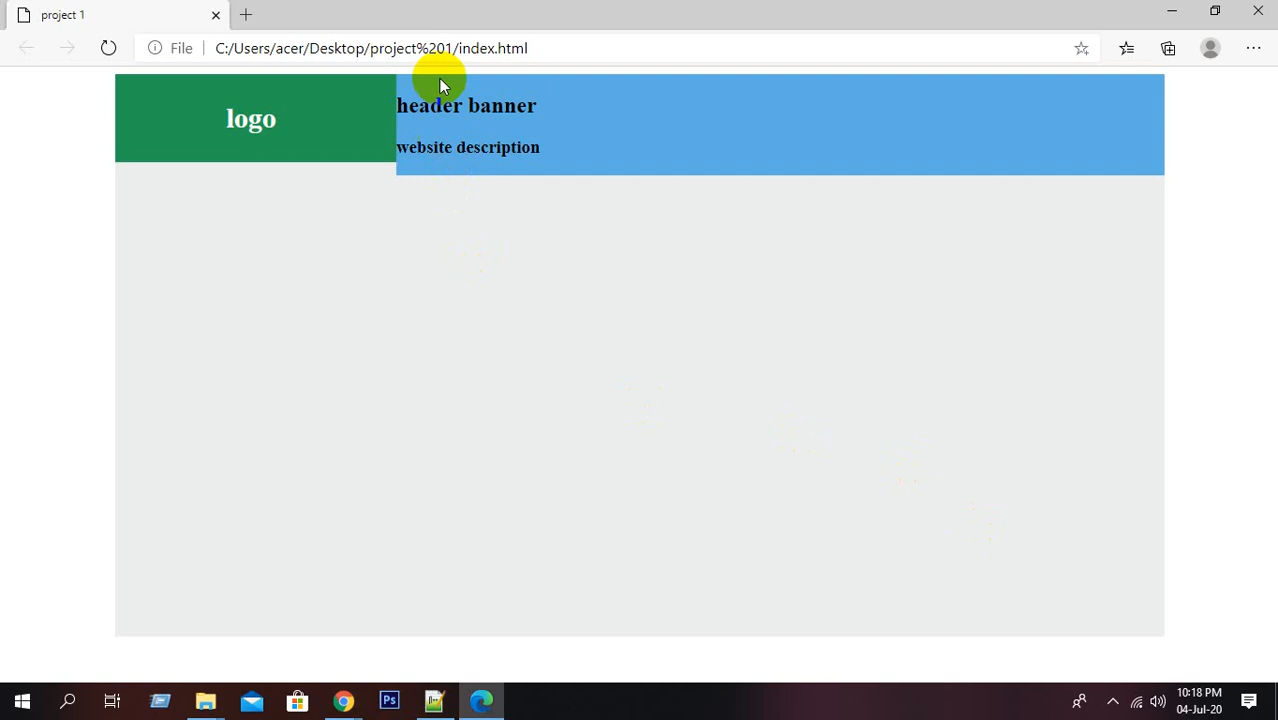 project 1
File
C:/Users/acer/Desktop/project%201/index.html
logo
header banner
website description
Ps
10:18 PM
04-Jul-20